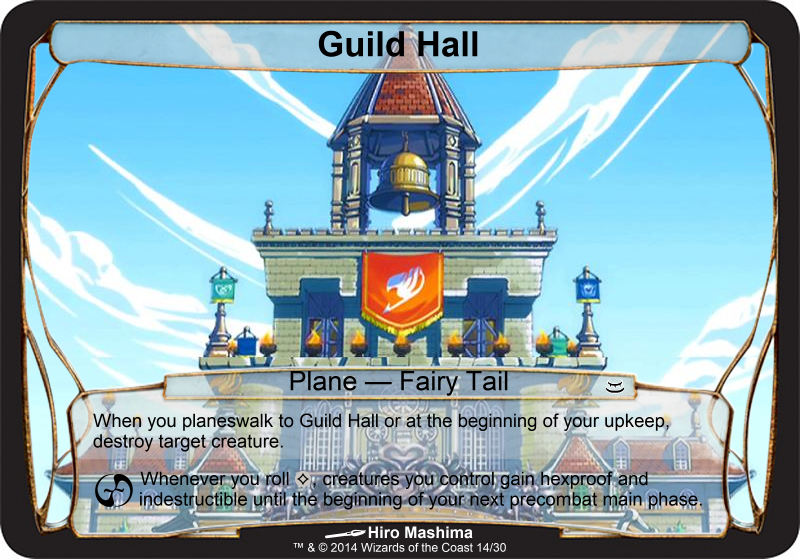 Guild Hall
Plane — Fairy Tail
When you planeswalk to Guild Hall or at the beginning of your upkeep,
destroy target creature.
Whenever you roll ✧, creatures you control gain hexproof and
indestructible until the beginning of your next precombat main phase.
Hiro Mashima
™ & © 2014 Wizards of the Coast 14/30